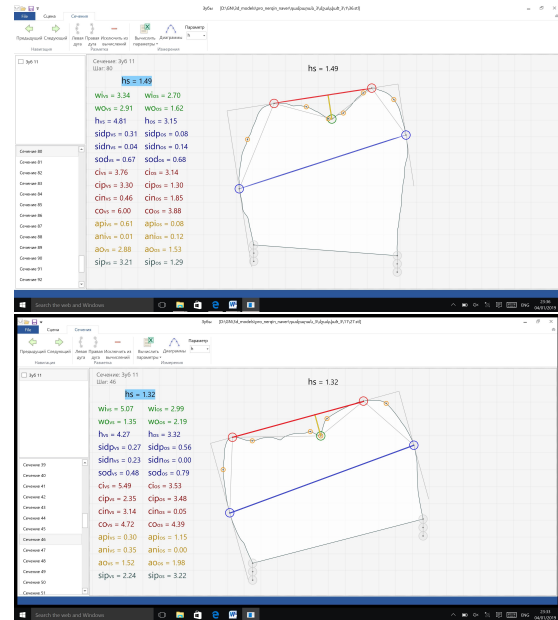 Зубы
File Сцена Сечения
Предыдущий Следующий Левая дуга Правая дуга Исключить из вычислений Вычислить параметры Диаграммы Параметр
h
Навигация Разметка Измерения
Зуб 11
Сечение: Зуб 11
Шаг: 80
hs = 1.49
hs = 1.49
wivs = 3.34 wios = 2.70
wovs = 2.91 woos = 1.62
hvs = 4.81 hos = 3.15
sidpvs = 0.31 sidpos = 0.08
sidnvs = 0.04 sidnos = 0.14
sodvs = 0.67 sodos = 0.68
civs = 3.76 cios = 3.14
cipvs = 3.30 cipos = 1.30
cinvs = 0.46 cinos = 1.85
covs = 6.00 coos = 3.88
apivs = 0.61 apios = 0.08
anivs = 0.01 anios = 0.12
aovs = 2.88 aoos = 1.53
sipvs = 3.21 sipos = 1.29
Сечение 80
Сечение 81
Сечение 82
Сечение 83
Сечение 84
Сечение 85
Сечение 86
Сечение 87
Сечение 88
Сечение 89
Сечение 90
Сечение 91
Сечение 92
Search the web and Windows
ENG
23:36
04/01/2019
Зубы
File Сцена Сечения
Предыдущий Следующий Левая дуга Правая дуга Исключить из вычислений Вычислить параметры Диаграммы Параметр
h
Навигация Разметка Измерения
Зуб 11
Сечение: Зуб 11
Шаг: 46
hs = 1.32
hs = 1.32
wivs = 5.07 wios = 2.99
wovs = 1.35 woos = 2.19
hvs = 4.27 hos = 3.32
sidpvs = 0.27 sidpos = 0.56
sidnvs = 0.23 sidnos = 0.00
sodvs = 0.48 sodos = 0.79
civs = 5.49 cios = 3.53
cipvs = 2.35 cipos = 3.48
cinvs = 3.14 cinos = 0.05
covs = 4.72 coos = 4.39
apivs = 0.30 apios = 1.15
anivs = 0.35 anios = 0.00
aovs = 1.52 aoos = 1.98
sipvs = 2.24 sipos = 3.22
Сечение 39
Сечение 40
Сечение 41
Сечение 42
Сечение 43
Сечение 44
Сечение 45
Сечение 46
Сечение 47
Сечение 48
Сечение 49
Сечение 50
Сечение 51
Search the web and Windows
ENG
23:33
04/01/2019